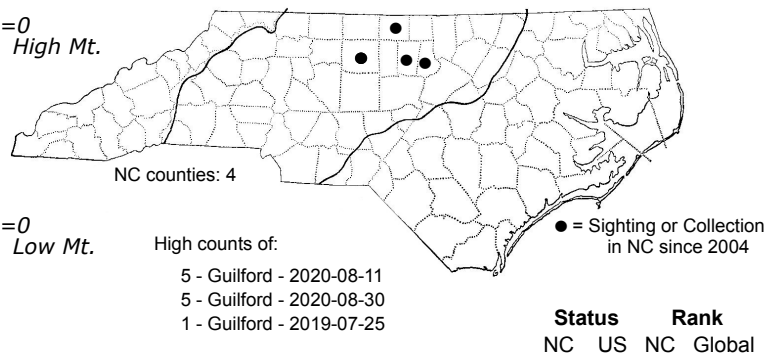 =0
High Mt.
NC counties: 4
=0
Low Mt.
High counts of:
5 - Guilford - 2020-08-11
5 - Guilford - 2020-08-30
1 - Guilford - 2019-07-25
● = Sighting or Collection
in NC since 2004
Status Rank
NC US NC Global